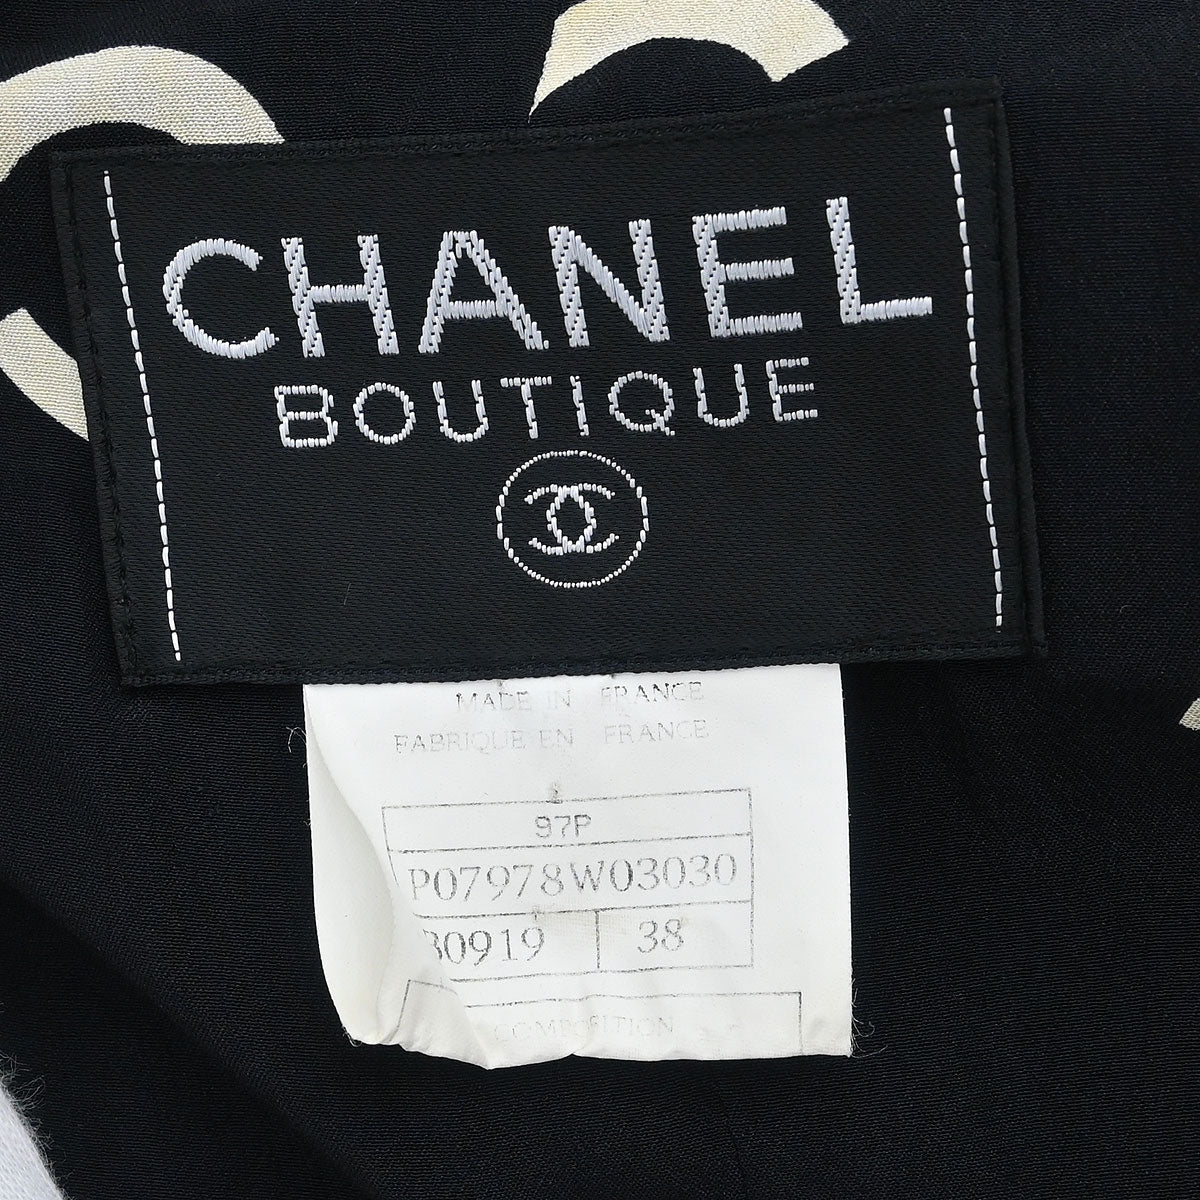 CHANEL
BOUTIQUE
MADE IN FRANCE
FABRIQUE EN FRANCE
97P
P07978W03030
30919 38
COMPOSITION